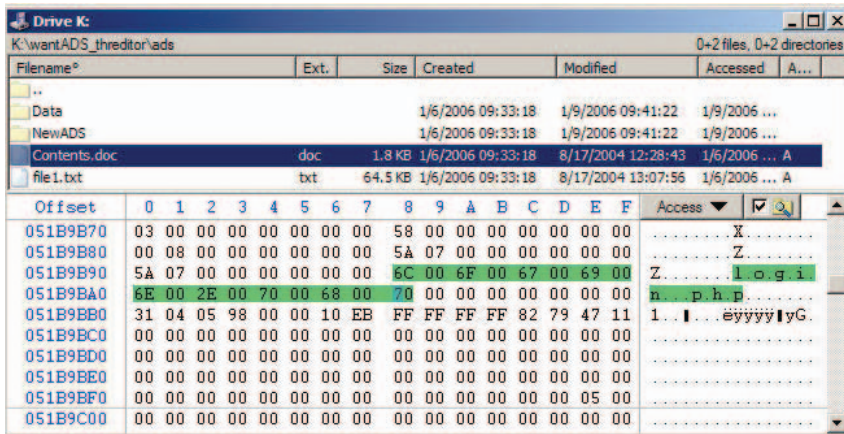 Drive K:
K:\wantADS_threditor\ads 0+2 files, 0+2 directories
Filename° Ext. Size Created Modified Accessed A...
..
Data 1/6/2006 09:33:18 1/9/2006 09:41:22 1/9/2006 ...
NewADS 1/6/2006 09:33:18 1/9/2006 09:41:22 1/9/2006 ...
Contents.doc doc 1.8 KB 1/6/2006 09:33:18 8/17/2004 12:28:43 1/6/2006 ... A
file1.txt txt 64.5 KB 1/6/2006 09:33:18 8/17/2004 13:07:56 1/6/2006 ... A
Offset 0 1 2 3 4 5 6 7 8 9 A B C D E F Access
051B9B70 03 00 00 00 00 00 00 00 58 00 00 00 00 00 00 00 ........X.......
051B9B80 00 08 00 00 00 00 00 00 5A 07 00 00 00 00 00 00 ........Z.......
051B9B90 5A 07 00 00 00 00 00 00 6C 00 6F 00 67 00 69 00 Z.......l.o.g.i.
051B9BA0 6E 00 2E 00 70 00 68 00 70 00 00 00 00 00 00 00 n...p.h.p.......
051B9BB0 31 04 05 98 00 00 10 EB FF FF FF FF 82 79 47 11 1..▮...ëÿÿÿÿ▮yG.
051B9BC0 00 00 00 00 00 00 00 00 00 00 00 00 00 00 00 00 ................
051B9BD0 00 00 00 00 00 00 00 00 00 00 00 00 00 00 00 00 ................
051B9BE0 00 00 00 00 00 00 00 00 00 00 00 00 00 00 00 00 ................
051B9BF0 00 00 00 00 00 00 00 00 00 00 00 00 00 00 05 00 ................
051B9C00 00 00 00 00 00 00 00 00 00 00 00 00 00 00 00 00 ................